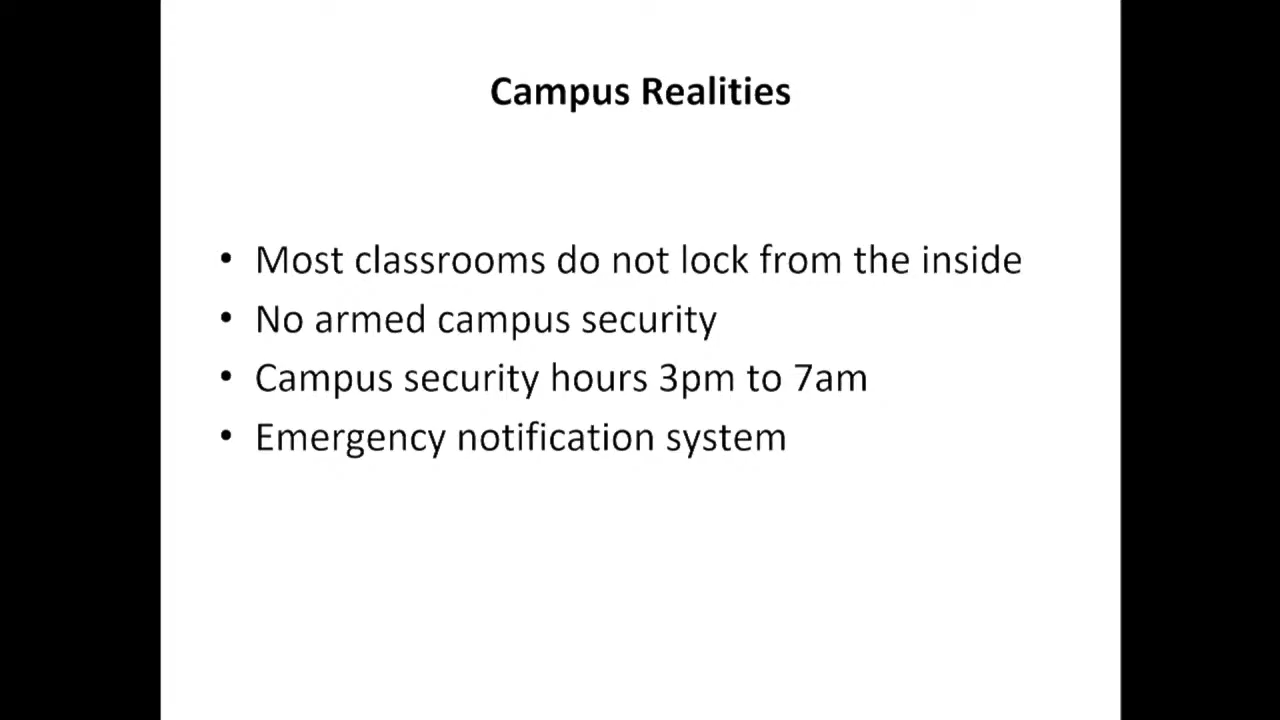 Campus Realities
• Most classrooms do not lock from the inside
• No armed campus security
• Campus security hours 3pm to 7am
• Emergency notification system